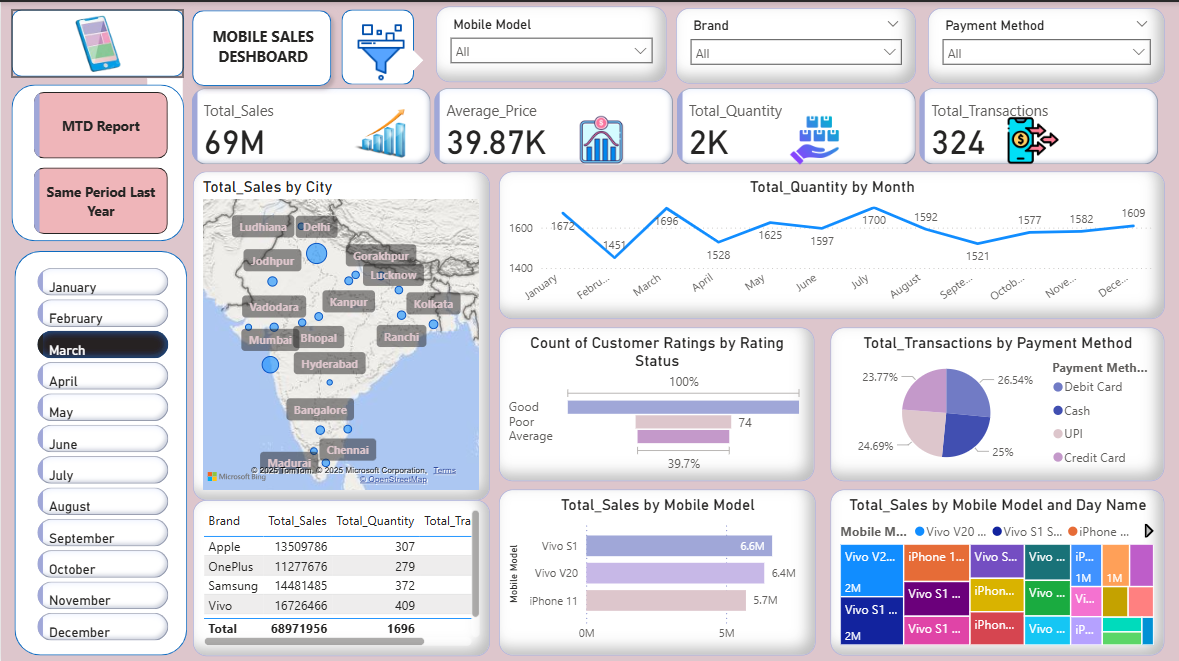 MOBILE SALES
DESHBOARD
Mobile Model
All
Brand
All
Payment Method
All
MTD Report
Same Period Last
Year
Total_Sales
69M
Average_Price
39.87K
Total_Quantity
2K
Total_Transactions
324
January
February
March
April
May
June
July
August
September
October
November
December
Total_Sales by City
Ludhiana
Delhi
Jodhpur
Gorakhpur
Lucknow
Vadodara
Kanpur
Kolkata
Mumbai
Bhopal
Ranchi
Hyderabad
Bangalore
Chennai
Madurai
© 2025 TomTom, © 2025 Microsoft Corporation, Terms
© OpenStreetMap
Microsoft Bing
Total_Quantity by Month
1600
1400
1672
1451
1696
1528
1625
1597
1700
1592
1521
1577
1582
1609
January
Febru...
March
April
May
June
July
August
Septe...
Octob...
Nove...
Dece...
Count of Customer Ratings by Rating
Status
100%
Good
Poor
74
Average
39.7%
Total_Transactions by Payment Method
23.77%
26.54%
24.69%
25%
Payment Meth...
Debit Card
Cash
UPI
Credit Card
Brand Total_Sales Total_Quantity Total_Tra
Apple 13509786 307
OnePlus 11277676 279
Samsung 14481485 372
Vivo 16726466 409
Total 68971956 1696
Total_Sales by Mobile Model
Mobile Model
Vivo S1 6.6M
Vivo V20 6.4M
iPhone 11 5.7M
0M 5M
Total_Sales by Mobile Model and Day Name
Mobile M... Vivo V20 ... Vivo S1 S... iPhone ...
Vivo V2...
2M
Vivo S1 ...
2M
iPhone 1...
Vivo S1 ...
Vivo S1 ...
Vivo S...
iPhon...
iPhon...
Vivo ...
Vivo ...
Vivo ...
iP...
1M
Vi...
iP...
1M